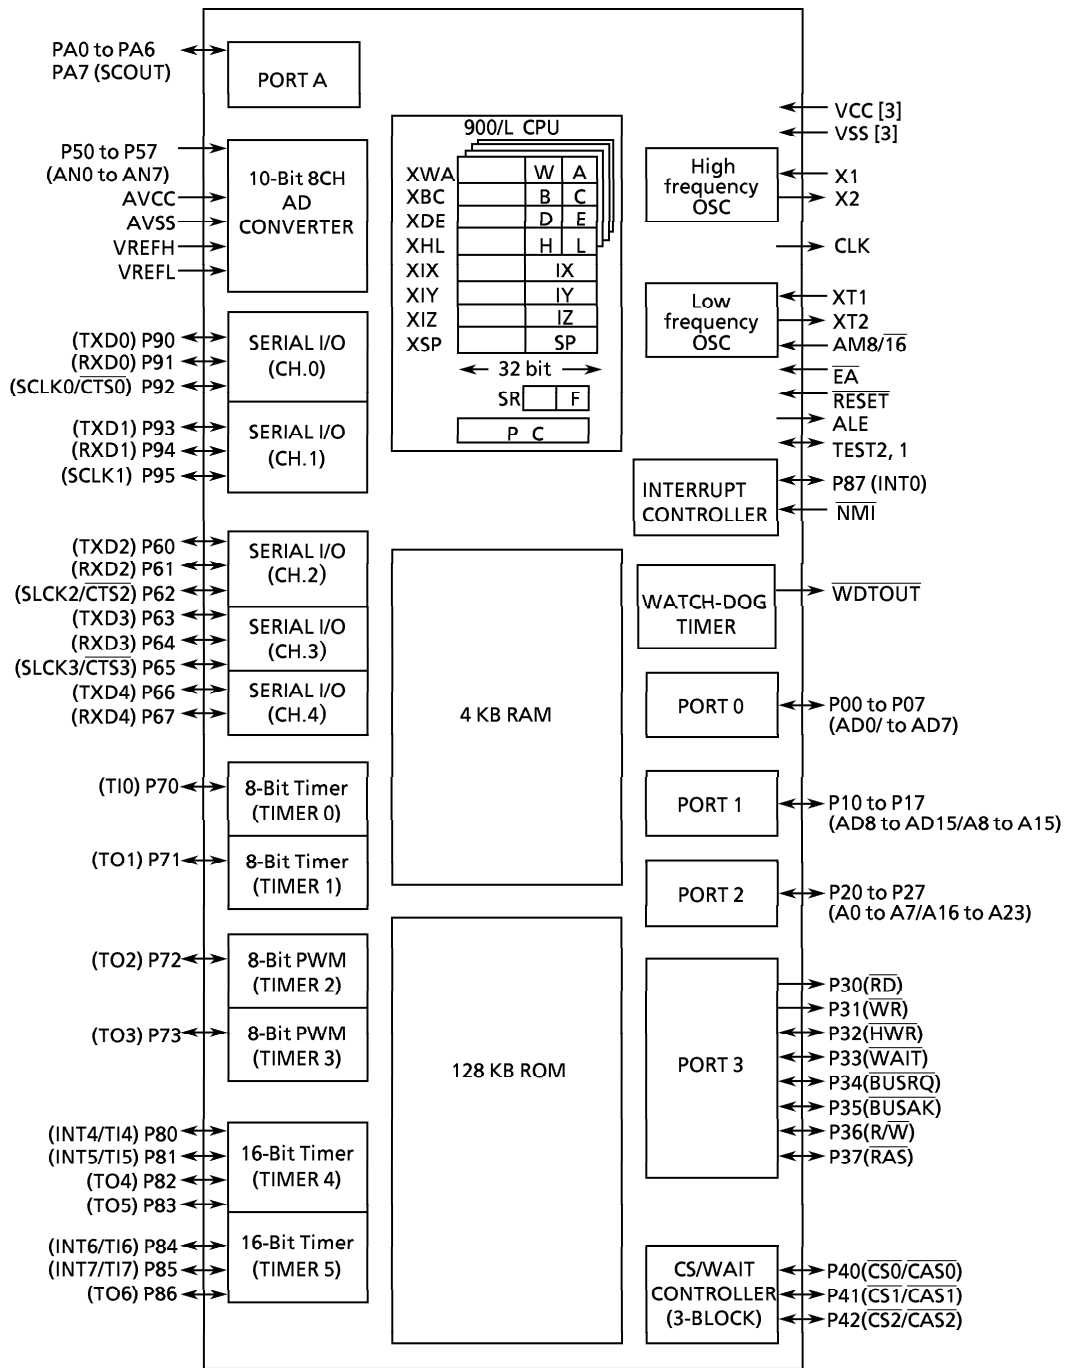 PA0 to PA6
PA7 (SCOUT)
PORT A
P50 to P57
(AN0 to AN7)
AVCC
AVSS
VREFH
VREFL
10-Bit 8CH
AD
CONVERTER
(TXD0) P90
(RXD0) P91
(SCLK0/CTS0) P92
SERIAL I/O
(CH.0)
(TXD1) P93
(RXD1) P94
(SCLK1) P95
SERIAL I/O
(CH.1)
(TXD2) P60
(RXD2) P61
(SLCK2/CTS2) P62
SERIAL I/O
(CH.2)
(TXD3) P63
(RXD3) P64
(SLCK3/CTS3) P65
SERIAL I/O
(CH.3)
(TXD4) P66
(RXD4) P67
SERIAL I/O
(CH.4)
(TI0) P70
8-Bit Timer
(TIMER 0)
(TO1) P71
8-Bit Timer
(TIMER 1)
(TO2) P72
8-Bit PWM
(TIMER 2)
(TO3) P73
8-Bit PWM
(TIMER 3)
(INT4/TI4) P80
(INT5/TI5) P81
(TO4) P82
(TO5) P83
16-Bit Timer
(TIMER 4)
(INT6/TI6) P84
(INT7/TI7) P85
(TO6) P86
16-Bit Timer
(TIMER 5)
900/L CPU
XWA W A
XBC B C
XDE D E
XHL H L
XIX IX
XIY IY
XIZ IZ
XSP SP
32 bit
SR F
P C
4 KB RAM
128 KB ROM
VCC [3]
VSS [3]
High
frequency
OSC
X1
X2
CLK
Low
frequency
OSC
XT1
XT2
AM8/16
EA
RESET
ALE
TEST2, 1
INTERRUPT
CONTROLLER
P87 (INT0)
NMI
WATCH-DOG
TIMER
WDTOUT
PORT 0
P00 to P07
(AD0/ to AD7)
PORT 1
P10 to P17
(AD8 to AD15/A8 to A15)
PORT 2
P20 to P27
(A0 to A7/A16 to A23)
PORT 3
P30(RD)
P31(WR)
P32(HWR)
P33(WAIT)
P34(BUSRQ)
P35(BUSAK)
P36(R/W)
P37(RAS)
CS/WAIT
CONTROLLER
(3-BLOCK)
P40(CS0/CAS0)
P41(CS1/CAS1)
P42(CS2/CAS2)